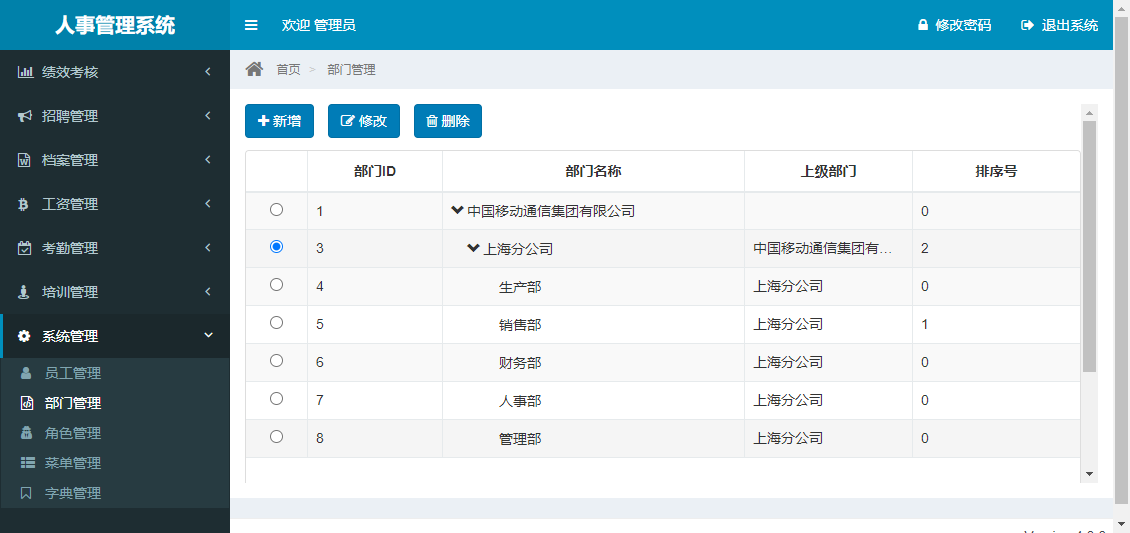 人事管理系统
欢迎 管理员
修改密码
退出系统
绩效考核
招聘管理
档案管理
工资管理
考勤管理
培训管理
系统管理
员工管理
部门管理
角色管理
菜单管理
字典管理
首页 > 部门管理
新增 修改 删除
部门ID 部门名称 上级部门 排序号
1 中国移动通信集团有限公司 0
3 上海分公司 中国移动通信集团有... 2
4 生产部 上海分公司 0
5 销售部 上海分公司 1
6 财务部 上海分公司 0
7 人事部 上海分公司 0
8 管理部 上海分公司 0